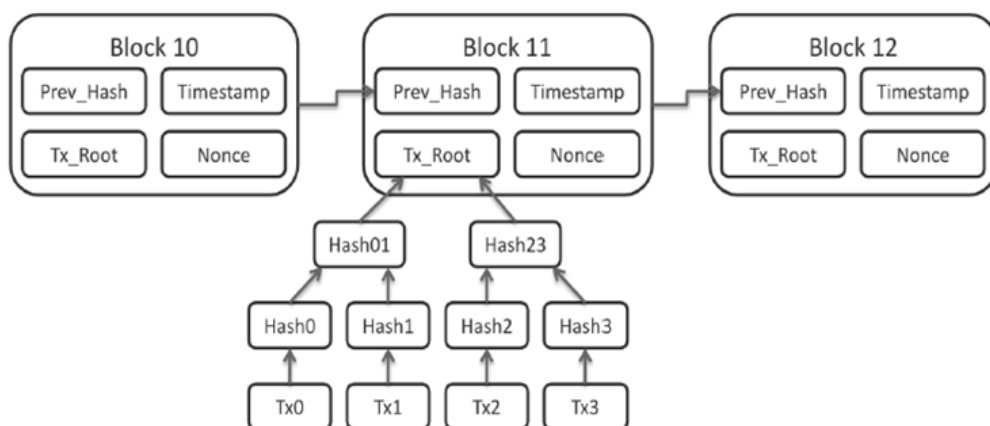 Block 10 Block 11 Block 12
Prev_Hash Timestamp Prev_Hash Timestamp Prev_Hash Timestamp
Tx_Root Nonce Tx_Root Nonce Tx_Root Nonce
Hash01 Hash23
Hash0 Hash1 Hash2 Hash3
Tx0 Tx1 Tx2 Tx3